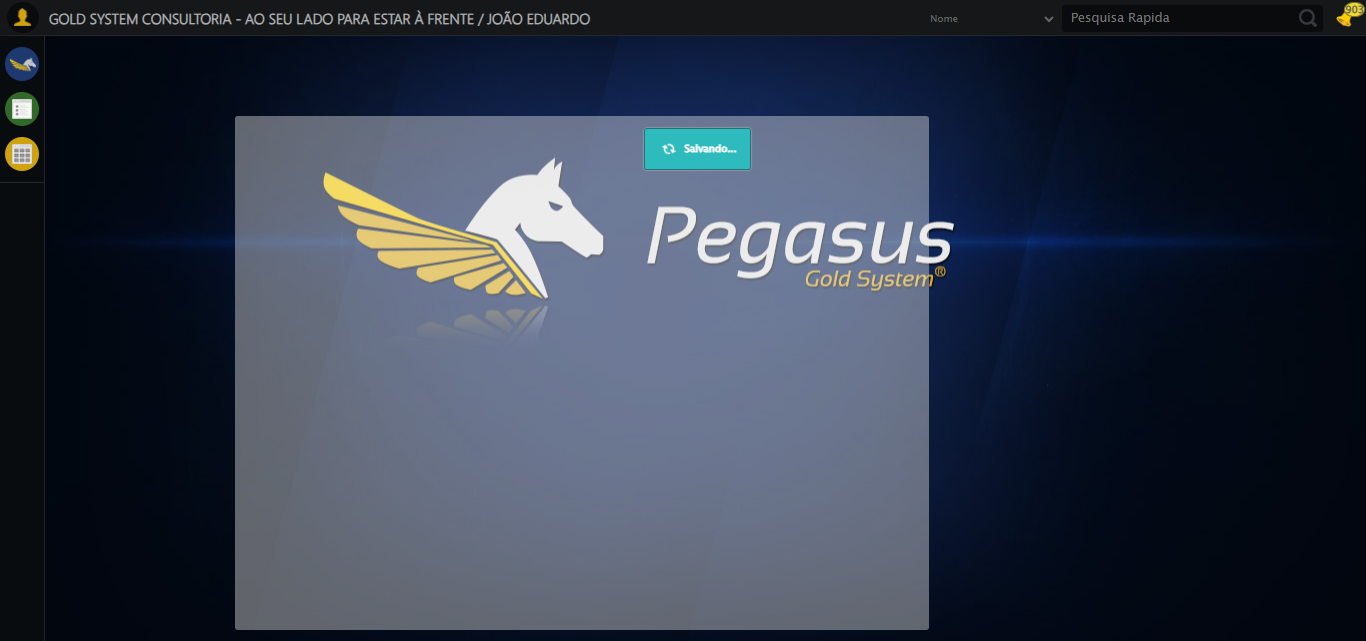 GOLD SYSTEM CONSULTORIA - AO SEU LADO PARA ESTAR À FRENTE / JOÃO EDUARDO
Nome
Pesquisa Rapida
903
Salvando...
Pegasus
Gold System®